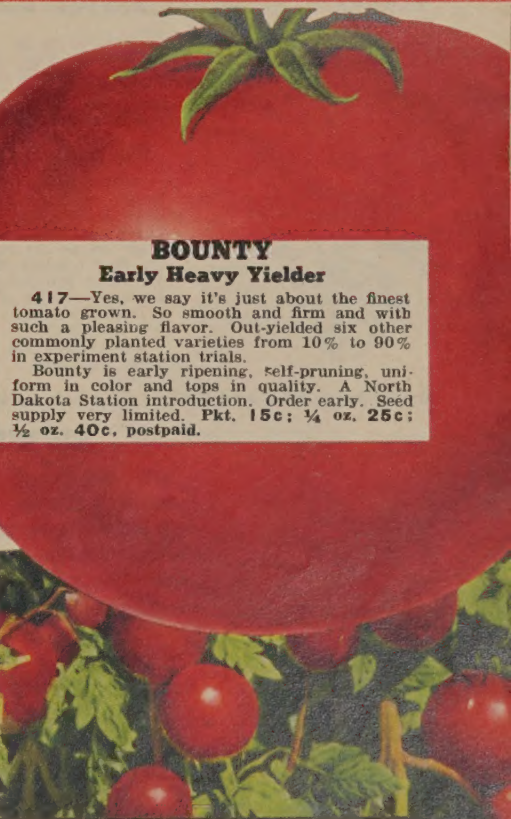 BOUNTY
Early Heavy Yielder
417—Yes, we say it's just about the finest
tomato grown. So smooth and firm and with
such a pleasing flavor. Out-yielded six other
commonly planted varieties from 10% to 90%
in experiment station trials.
Bounty is early ripening, self-pruning, uni-
form in color and tops in quality. A North
Dakota Station introduction. Order early. Seed
supply very limited. Pkt. 15c; ¼ oz. 25c;
½ oz. 40c, postpaid.